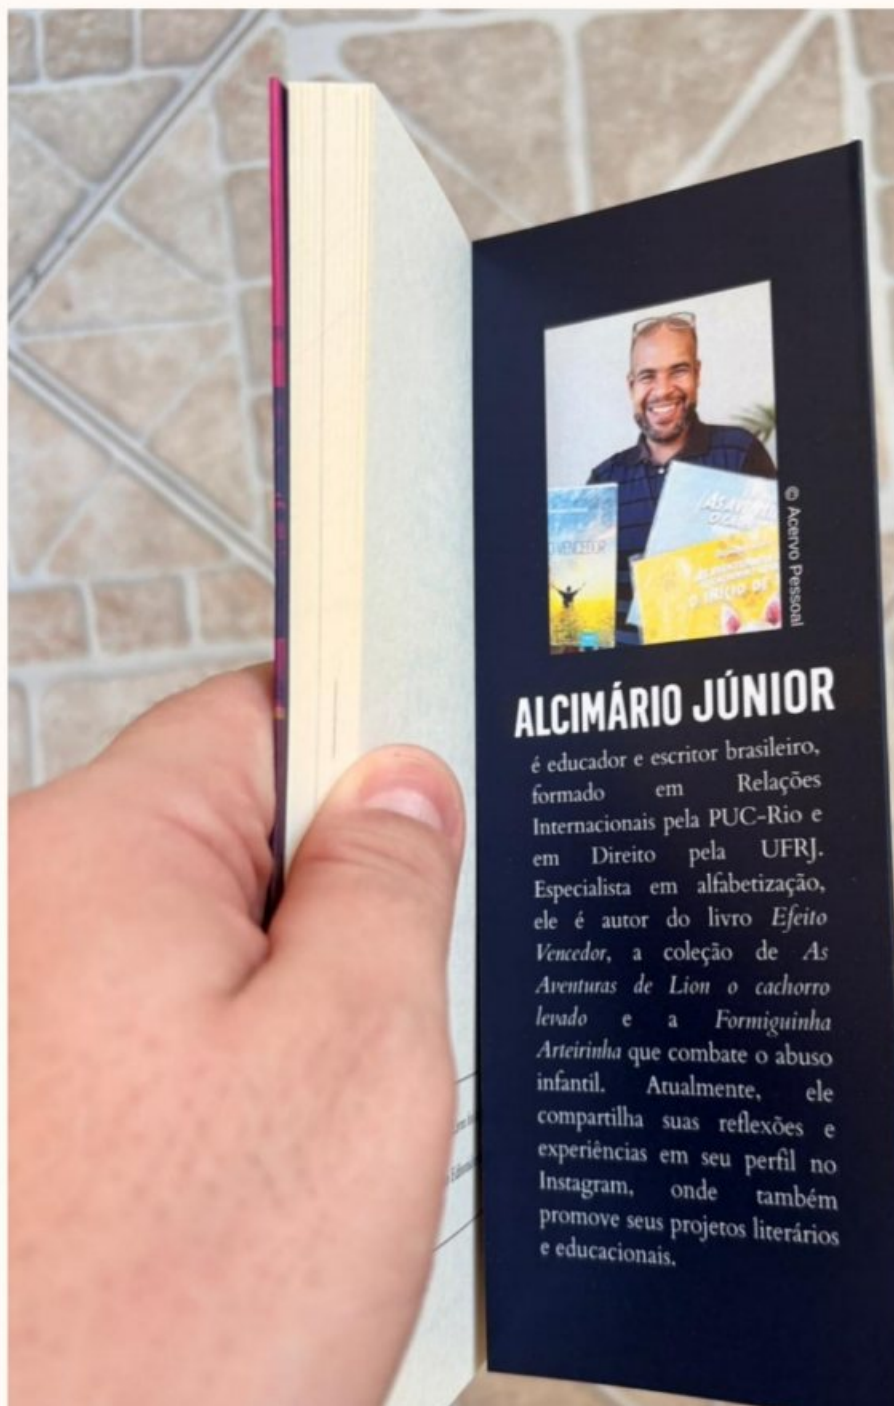 O VENCEDOR
O INÍCIO DE
© Acervo Pessoal
ALCIMÁRIO JÚNIOR
é educador e escritor brasileiro,
formado em Relações
Internacionais pela PUC-Rio e
em Direito pela UFRJ.
Especialista em alfabetização,
ele é autor do livro Efeito
Vencedor, a coleção de As
Aventuras de Lion o cachorro
levado e a Formiguinha
Arteirinha que combate o abuso
infantil. Atualmente, ele
compartilha suas reflexões e
experiências em seu perfil no
Instagram, onde também
promove seus projetos literários
e educacionais.